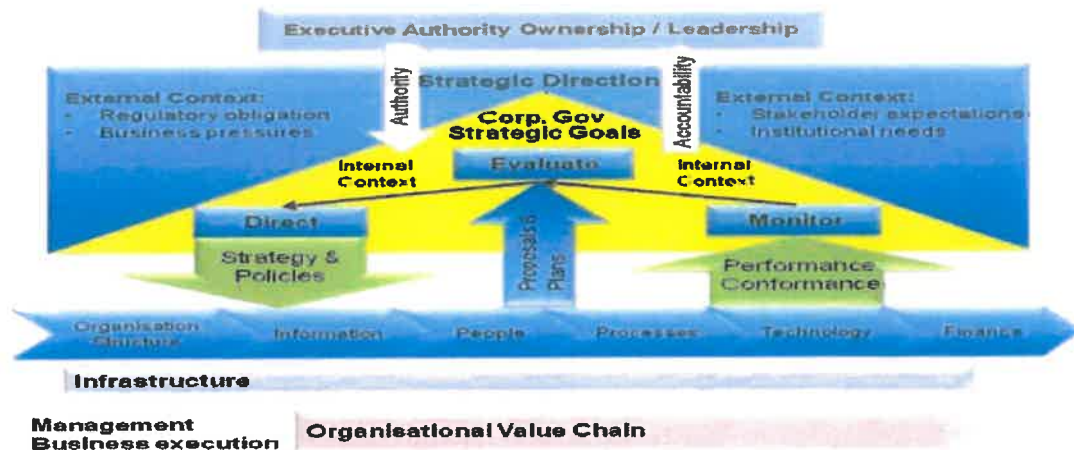 Executive Authority Ownership / Leadership
Authority
Strategic Direction
Accountability
External Context:
• Regulatory obligation
• Business pressures
External Context:
• Stakeholder expectations
• Institutional needs
Corp. Gov
Strategic Goals
Internal
Context
Evaluate
Internal
Context
Direct
Monitor
Strategy &
Policies
Proposals &
Plans
Performance
Conformance
Organisation
Structure
Information
People
Processes
Technology
Finance
Infrastructure
Management
Business execution
Organisational Value Chain